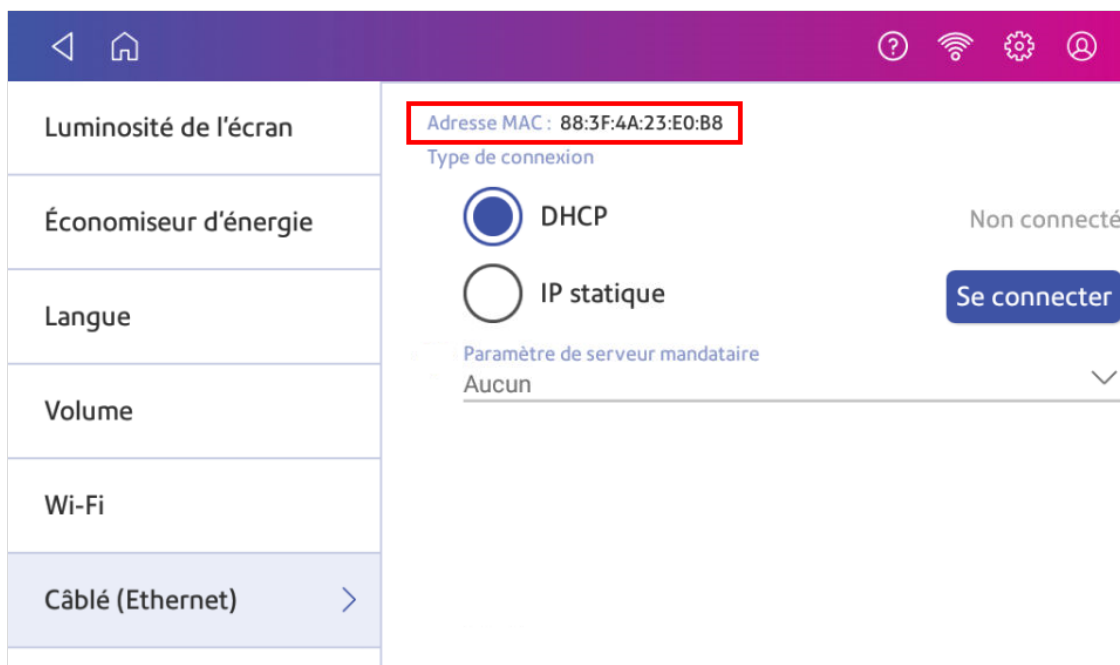 Luminosité de l'écran
Économiseur d'énergie
Langue
Volume
Wi-Fi
Câblé (Ethernet)
Adresse MAC : 88:3F:4A:23:E0:B8
Type de connexion
DHCP
Non connecté
IP statique
Se connecter
Paramètre de serveur mandataire
Aucun